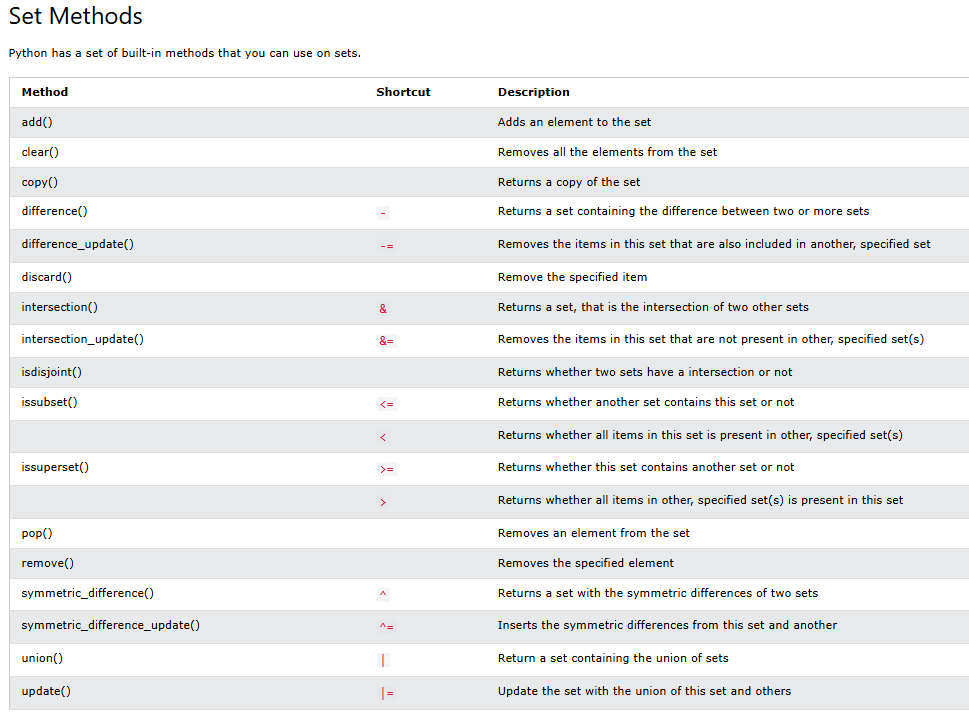 Set Methods
Python has a set of built-in methods that you can use on sets.
Method Shortcut Description
add() Adds an element to the set
clear() Removes all the elements from the set
copy() Returns a copy of the set
difference() - Returns a set containing the difference between two or more sets
difference_update() -= Removes the items in this set that are also included in another, specified set
discard() Remove the specified item
intersection() & Returns a set, that is the intersection of two other sets
intersection_update() &= Removes the items in this set that are not present in other, specified set(s)
isdisjoint() Returns whether two sets have a intersection or not
issubset() <= Returns whether another set contains this set or not
< Returns whether all items in this set is present in other, specified set(s)
issuperset() >= Returns whether this set contains another set or not
> Returns whether all items in other, specified set(s) is present in this set
pop() Removes an element from the set
remove() Removes the specified element
symmetric_difference() ^ Returns a set with the symmetric differences of two sets
symmetric_difference_update() ^= Inserts the symmetric differences from this set and another
union() | Return a set containing the union of sets
update() |= Update the set with the union of this set and others